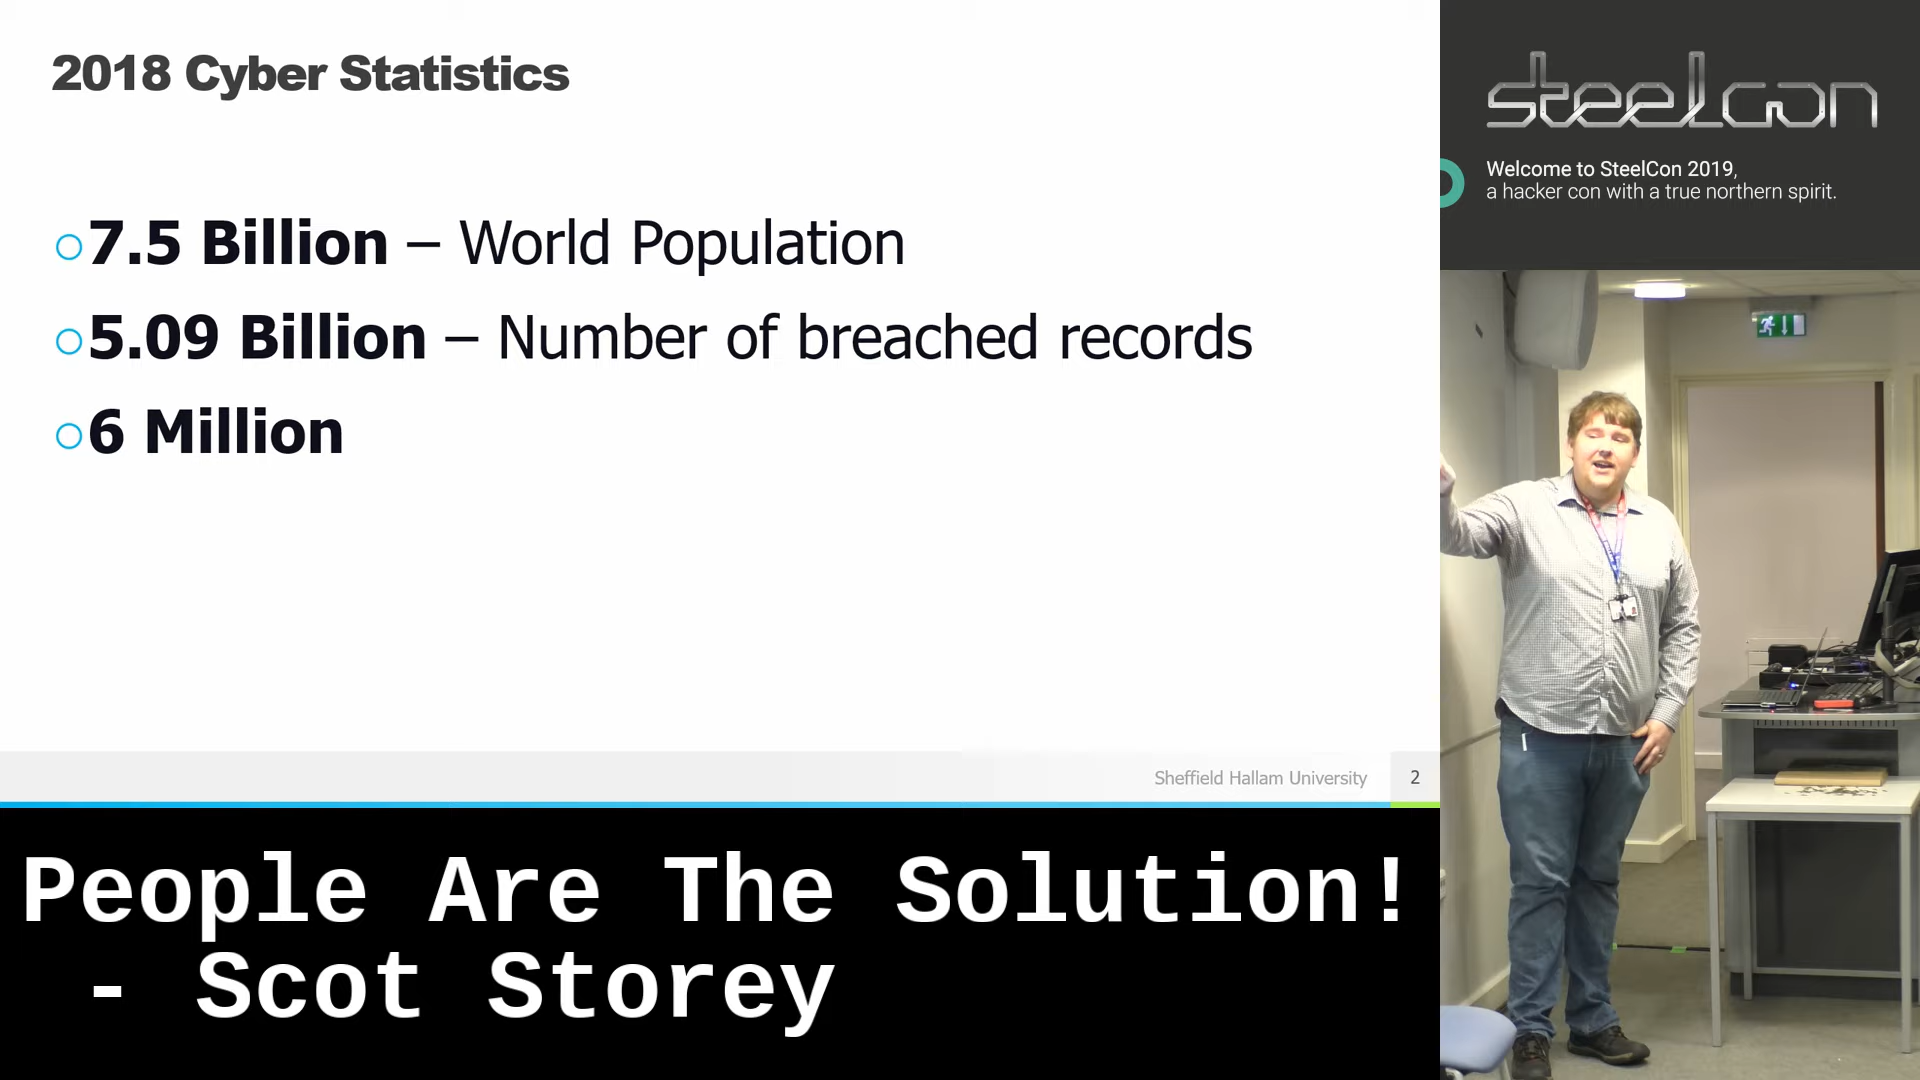 2018 Cyber Statistics
7.5 Billion – World Population
5.09 Billion – Number of breached records
6 Million
Sheffield Hallam University
2
People Are The Solution!
- Scot Storey
steelcon
Welcome to SteelCon 2019,
a hacker con with a true northern spirit.